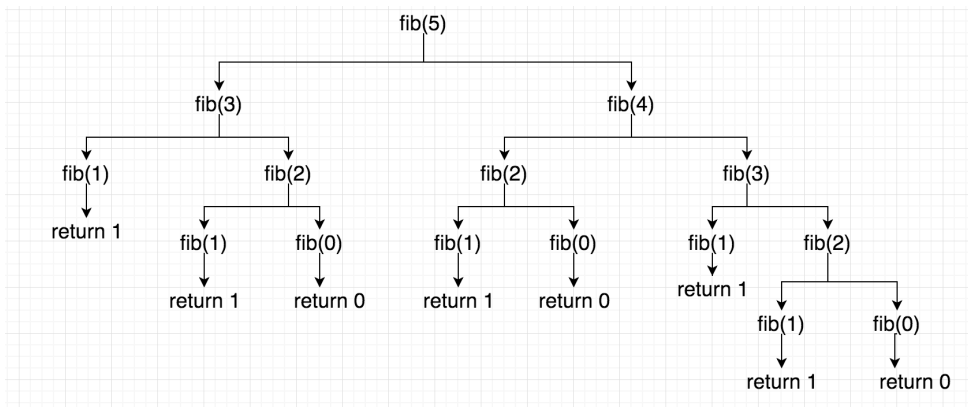 fib(5)
fib(3) fib(4)
fib(1) fib(2) fib(2) fib(3)
return 1
fib(1) fib(0) fib(1) fib(0) fib(1) fib(2)
return 1 return 0 return 1 return 0 return 1
fib(1) fib(0)
return 1 return 0